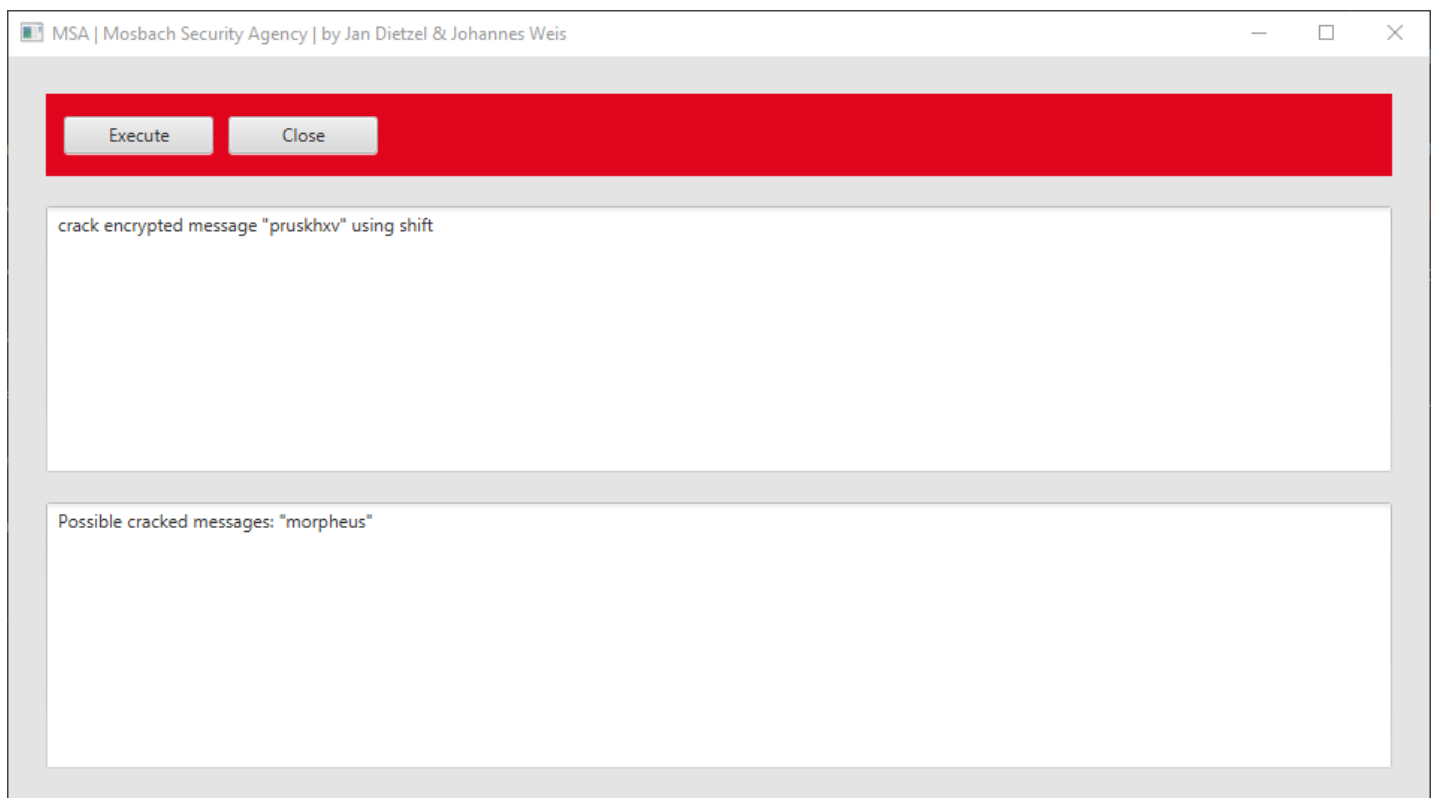 MSA | Mosbach Security Agency | by Jan Dietzel & Johannes Weis
Execute
Close
crack encrypted message "pruskhxv" using shift
Possible cracked messages: "morpheus"